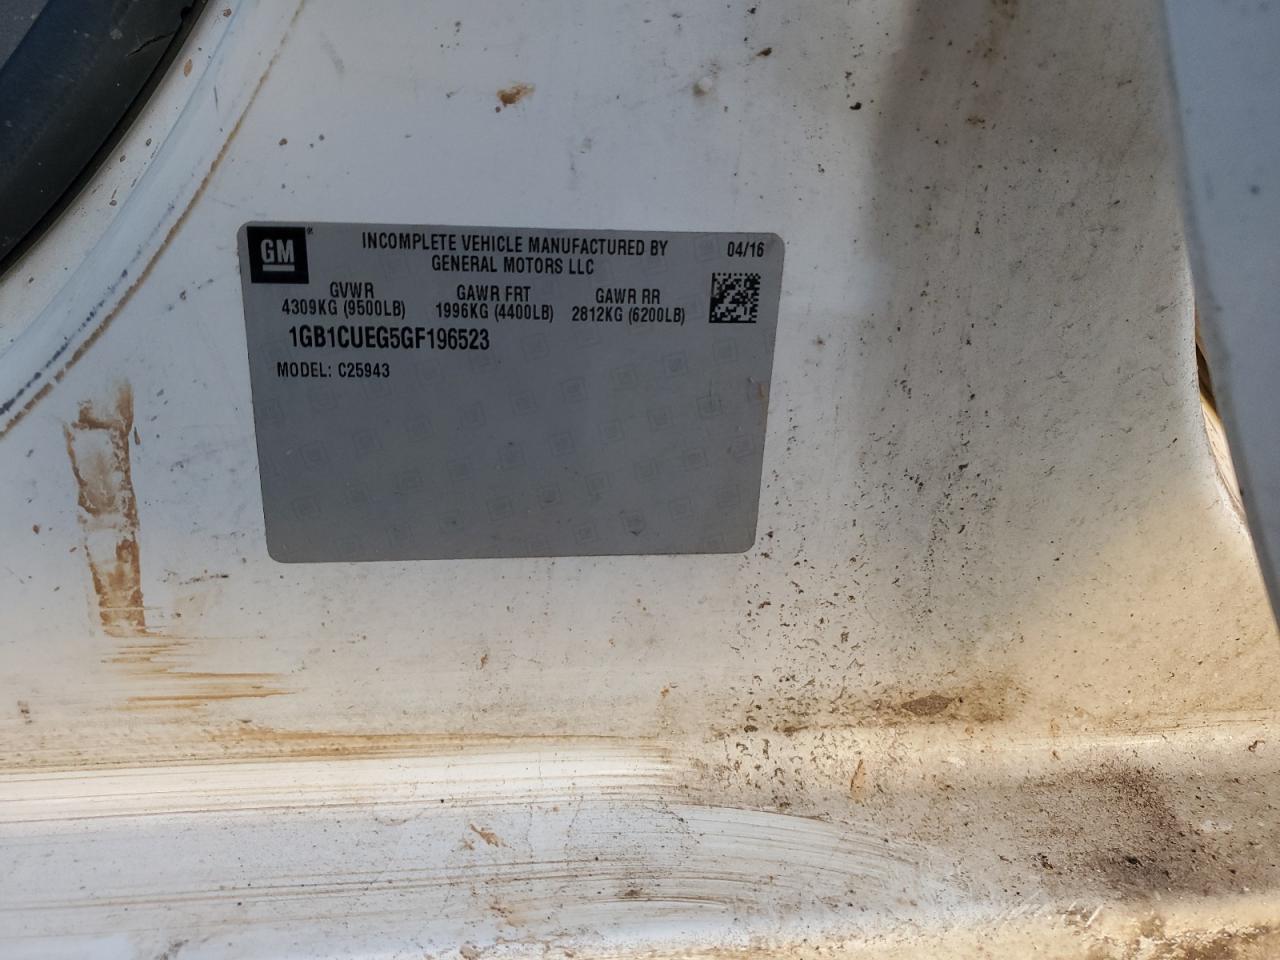 GM
INCOMPLETE VEHICLE MANUFACTURED BY
GENERAL MOTORS LLC
04/16
GVWR GAWR FRT GAWR RR
4309KG (9500LB) 1996KG (4400LB) 2812KG (6200LB)
1GB1CUEG5GF196523
MODEL: C25943